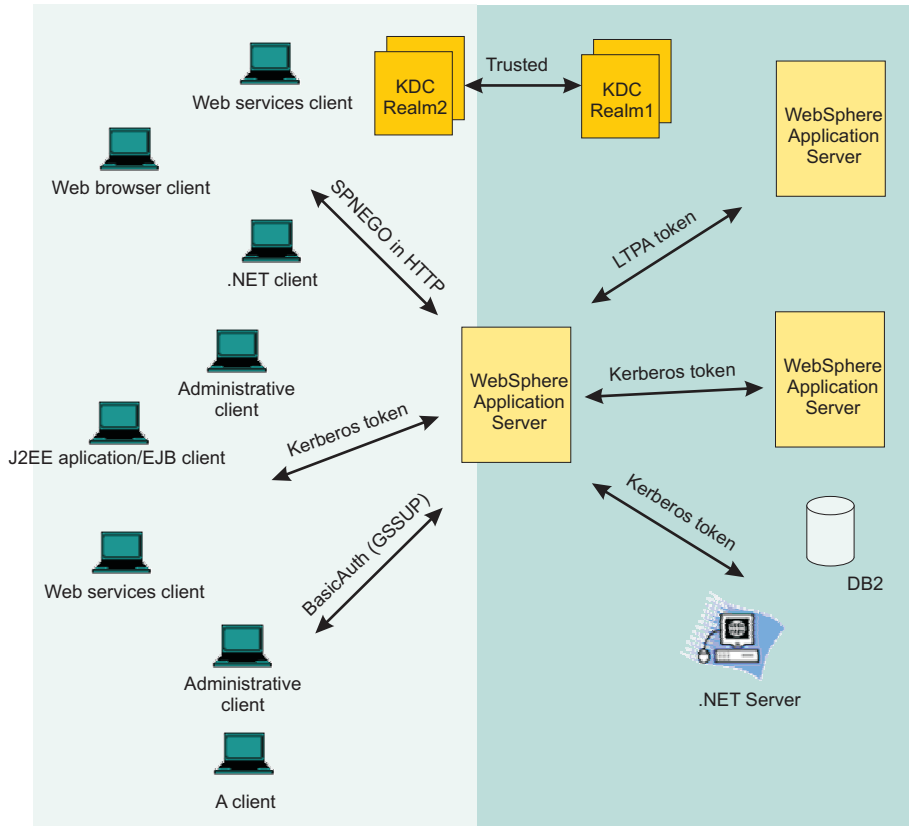 Web services client
KDC
Realm2
Trusted
KDC
Realm1
WebSphere
Application
Server
Web browser client
SPNEGO in HTTP
LTPA token
.NET client
Administrative
client
WebSphere
Application
Server
Kerberos token
WebSphere
Application
Server
J2EE aplication/EJB client
Kerberos token
Kerberos token
BasicAuth (GSSUP)
Web services client
DB2
Administrative
client
.NET Server
A client